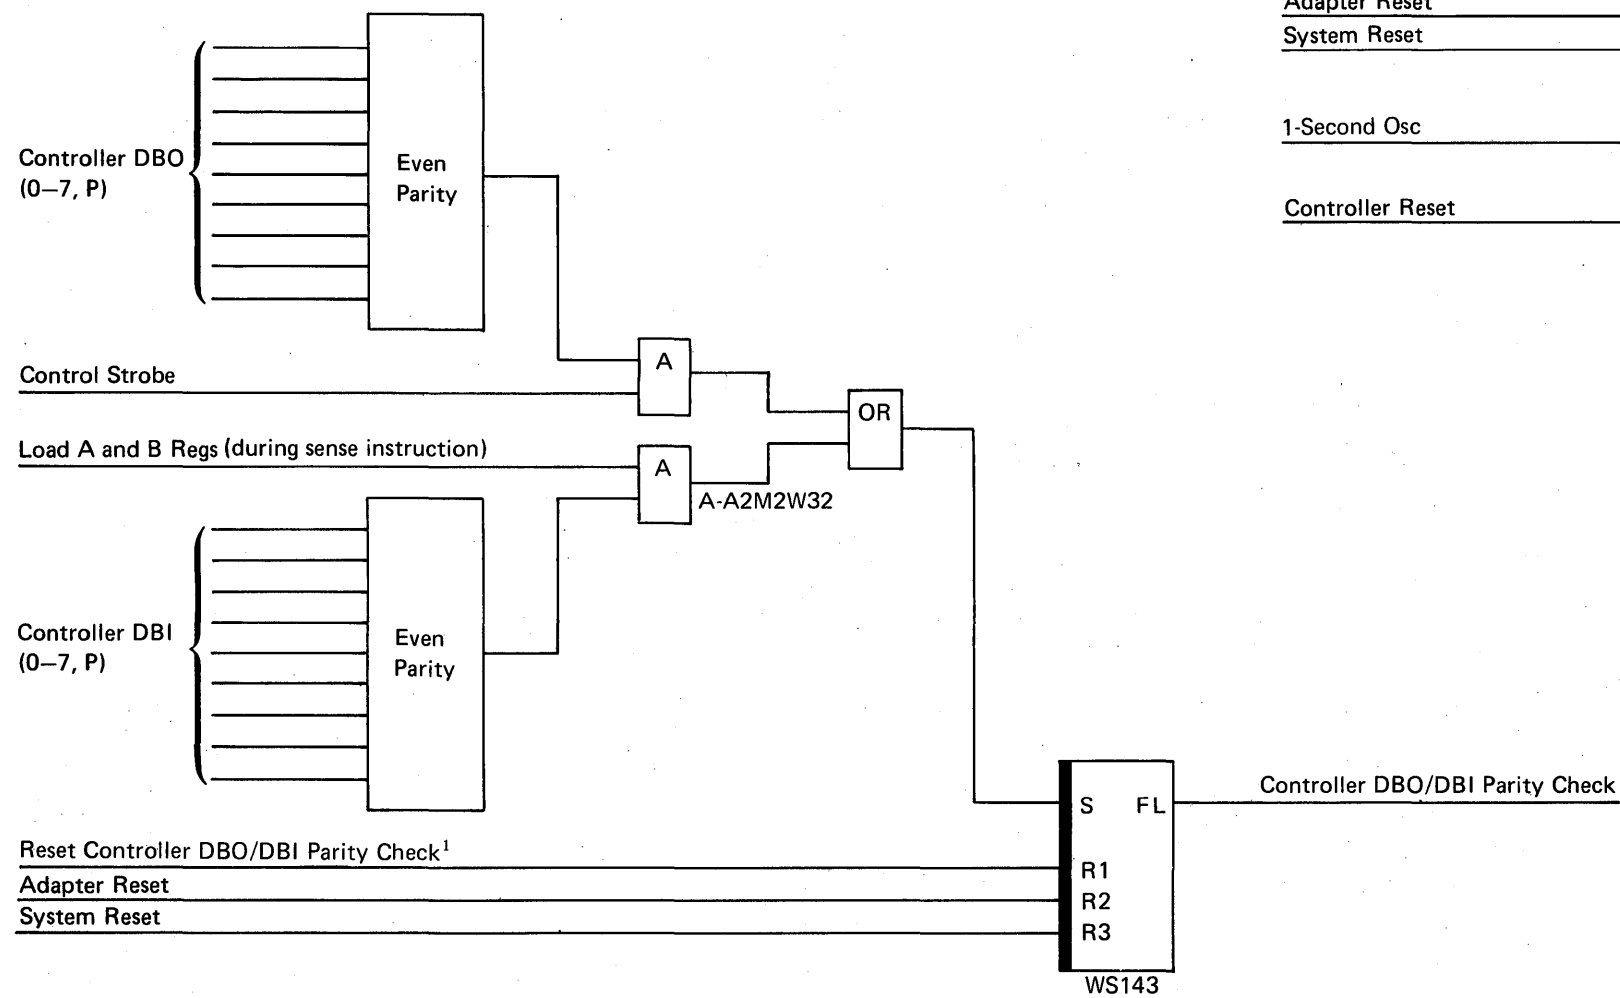 Adapter Reset
System Reset
1-Second Osc
Controller Reset
Controller DBO
(0–7, P)
Even
Parity
Control Strobe
A
OR
Load A and B Regs (during sense instruction)
A
A-A2M2W32
Controller DBI
(0–7, P)
Even
Parity
Controller DBO/DBI Parity Check
S FL
Reset Controller DBO/DBI Parity Check¹
R1
Adapter Reset
R2
System Reset
R3
WS143